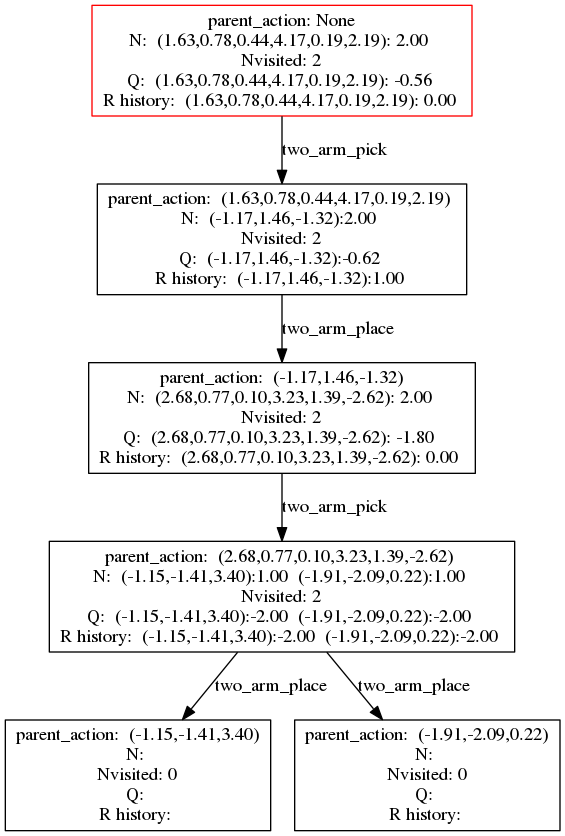 parent_action: None
N:  (1.63,0.78,0.44,4.17,0.19,2.19): 2.00
Nvisited: 2
Q:  (1.63,0.78,0.44,4.17,0.19,2.19): -0.56
R history:  (1.63,0.78,0.44,4.17,0.19,2.19): 0.00
two_arm_pick
parent_action:  (1.63,0.78,0.44,4.17,0.19,2.19)
N:  (-1.17,1.46,-1.32):2.00
Nvisited: 2
Q:  (-1.17,1.46,-1.32):-0.62
R history:  (-1.17,1.46,-1.32):1.00
two_arm_place
parent_action:  (-1.17,1.46,-1.32)
N:  (2.68,0.77,0.10,3.23,1.39,-2.62): 2.00
Nvisited: 2
Q:  (2.68,0.77,0.10,3.23,1.39,-2.62): -1.80
R history:  (2.68,0.77,0.10,3.23,1.39,-2.62): 0.00
two_arm_pick
parent_action:  (2.68,0.77,0.10,3.23,1.39,-2.62)
N:  (-1.15,-1.41,3.40):1.00  (-1.91,-2.09,0.22):1.00
Nvisited: 2
Q:  (-1.15,-1.41,3.40):-2.00  (-1.91,-2.09,0.22):-2.00
R history:  (-1.15,-1.41,3.40):-2.00  (-1.91,-2.09,0.22):-2.00
two_arm_place
two_arm_place
parent_action:  (-1.15,-1.41,3.40)
N:
Nvisited: 0
Q:
R history:
parent_action:  (-1.91,-2.09,0.22)
N:
Nvisited: 0
Q:
R history: